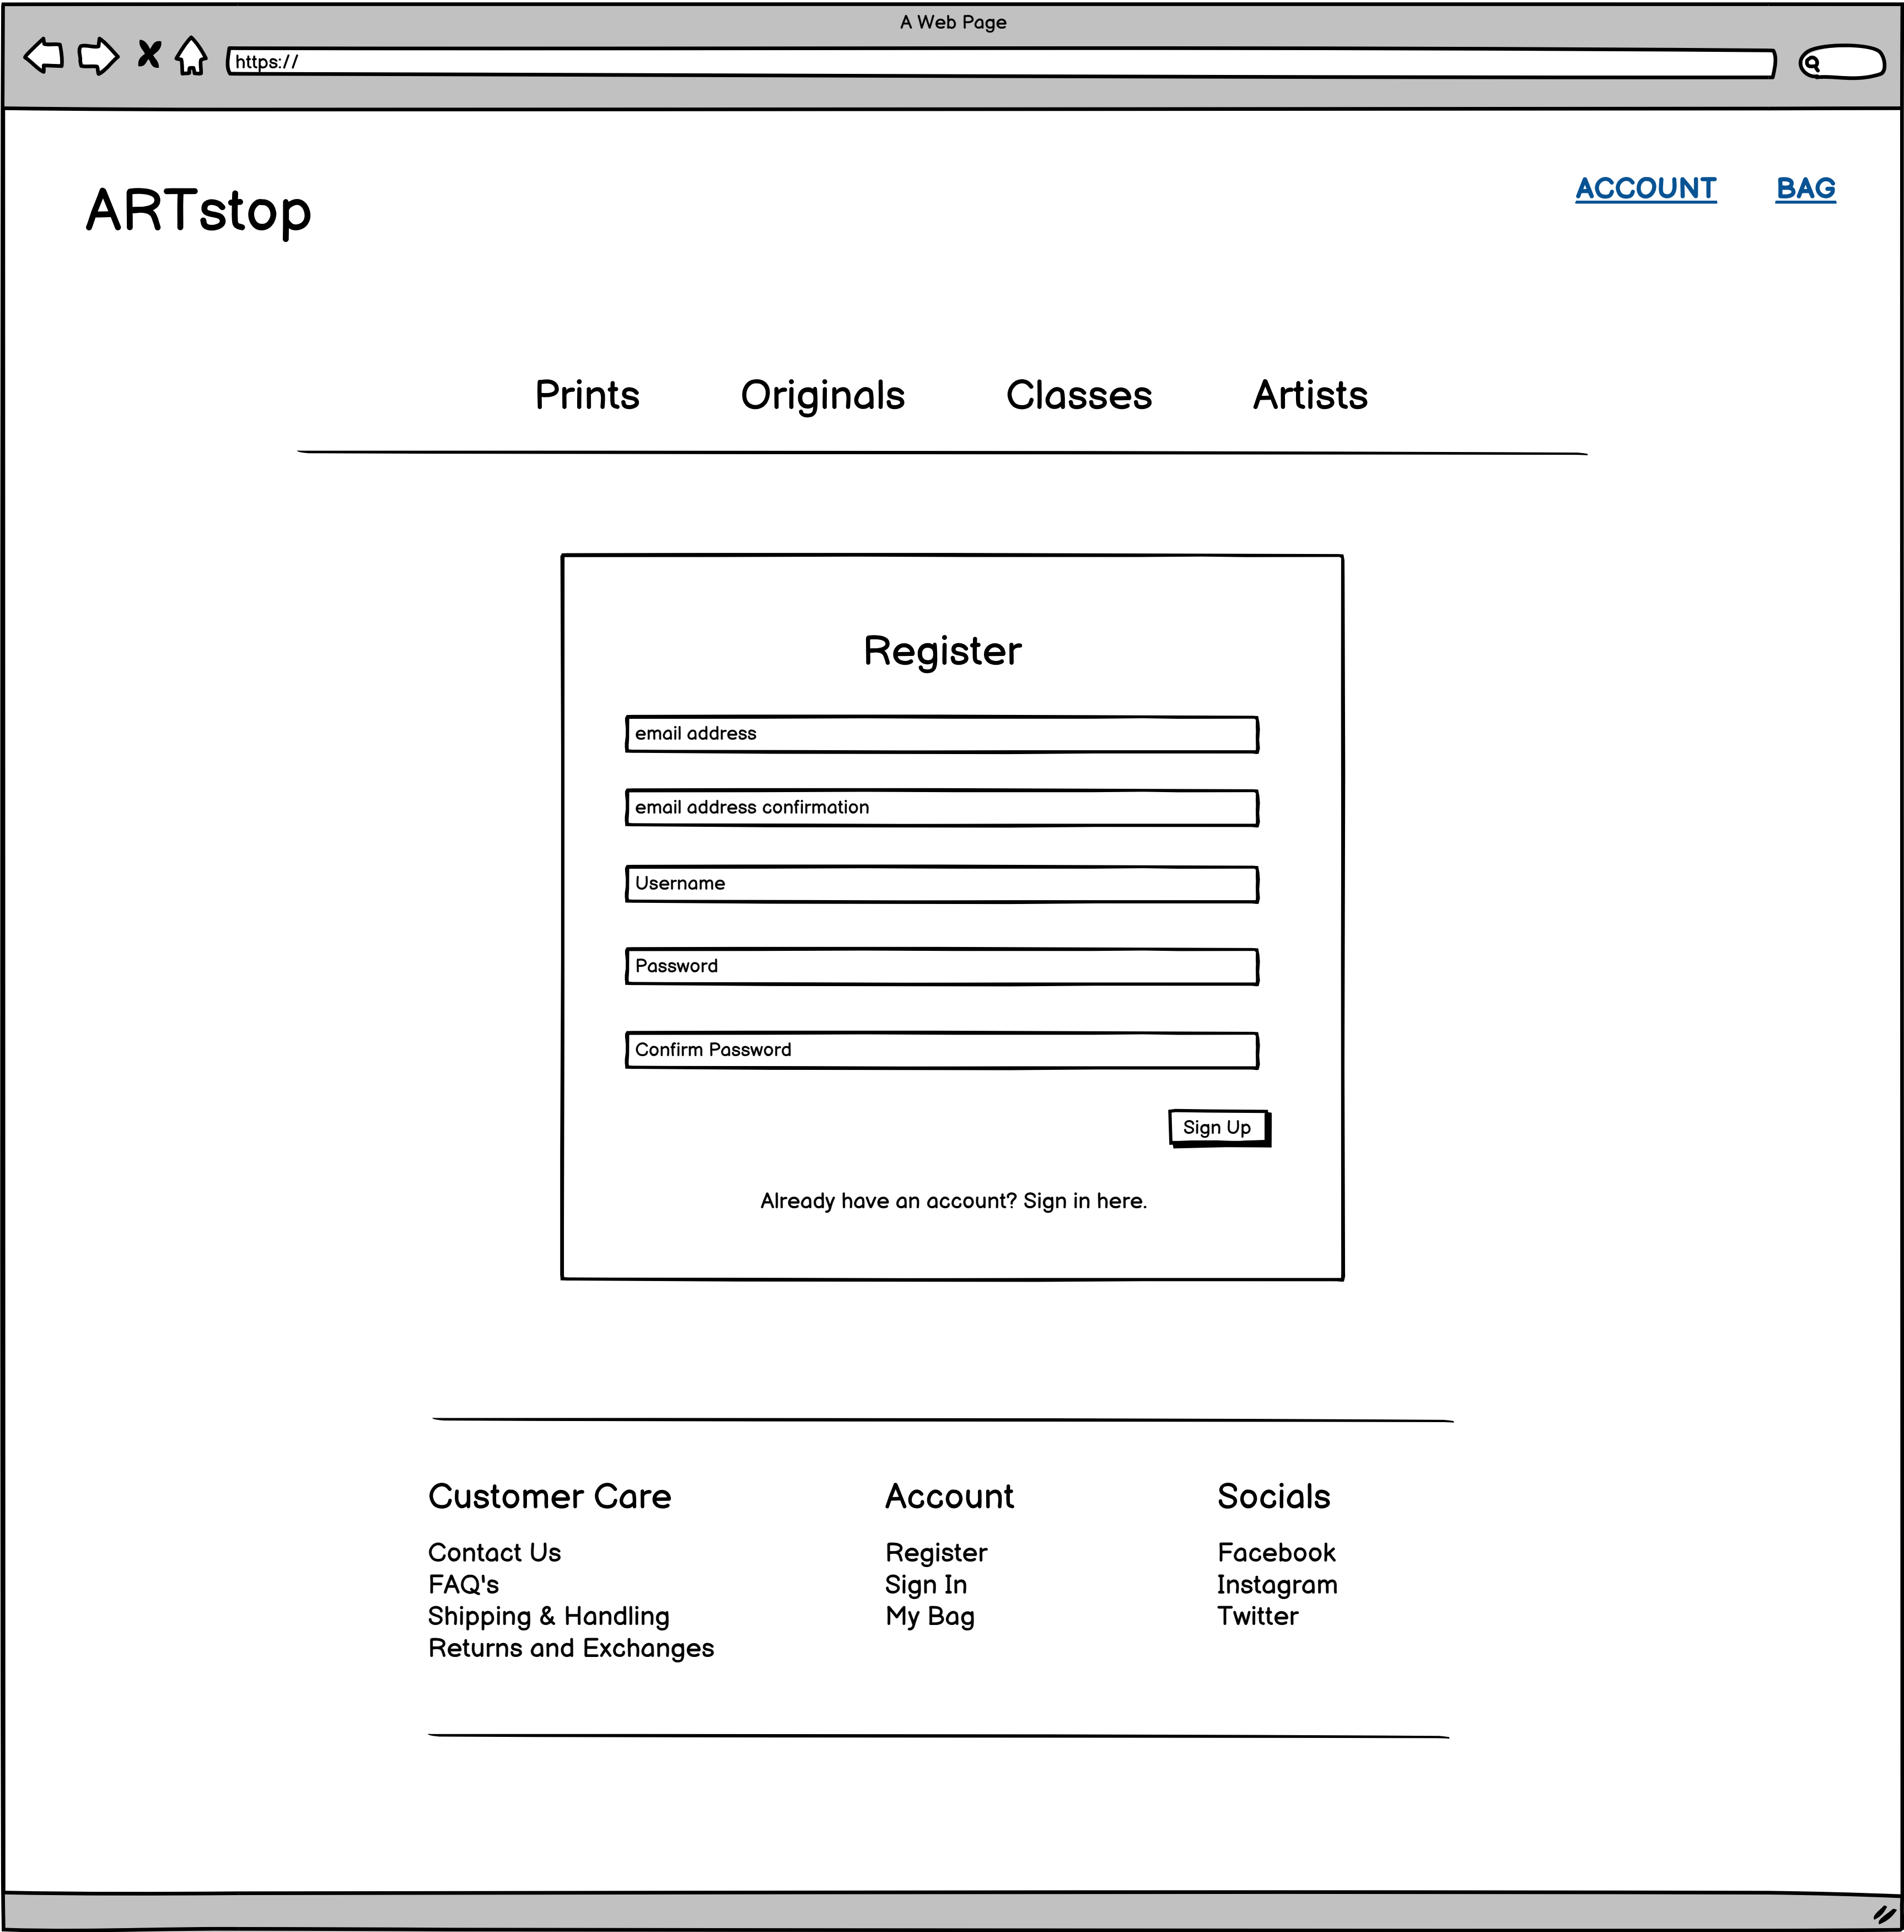 A Web Page
https://
ARTstop
ACCOUNT BAG
Prints Originals Classes Artists
Register
email address
email address confirmation
Username
Password
Confirm Password
Sign Up
Already have an account? Sign in here.
Customer Care
Contact Us
FAQ's
Shipping & Handling
Returns and Exchanges
Account
Register
Sign In
My Bag
Socials
Facebook
Instagram
Twitter